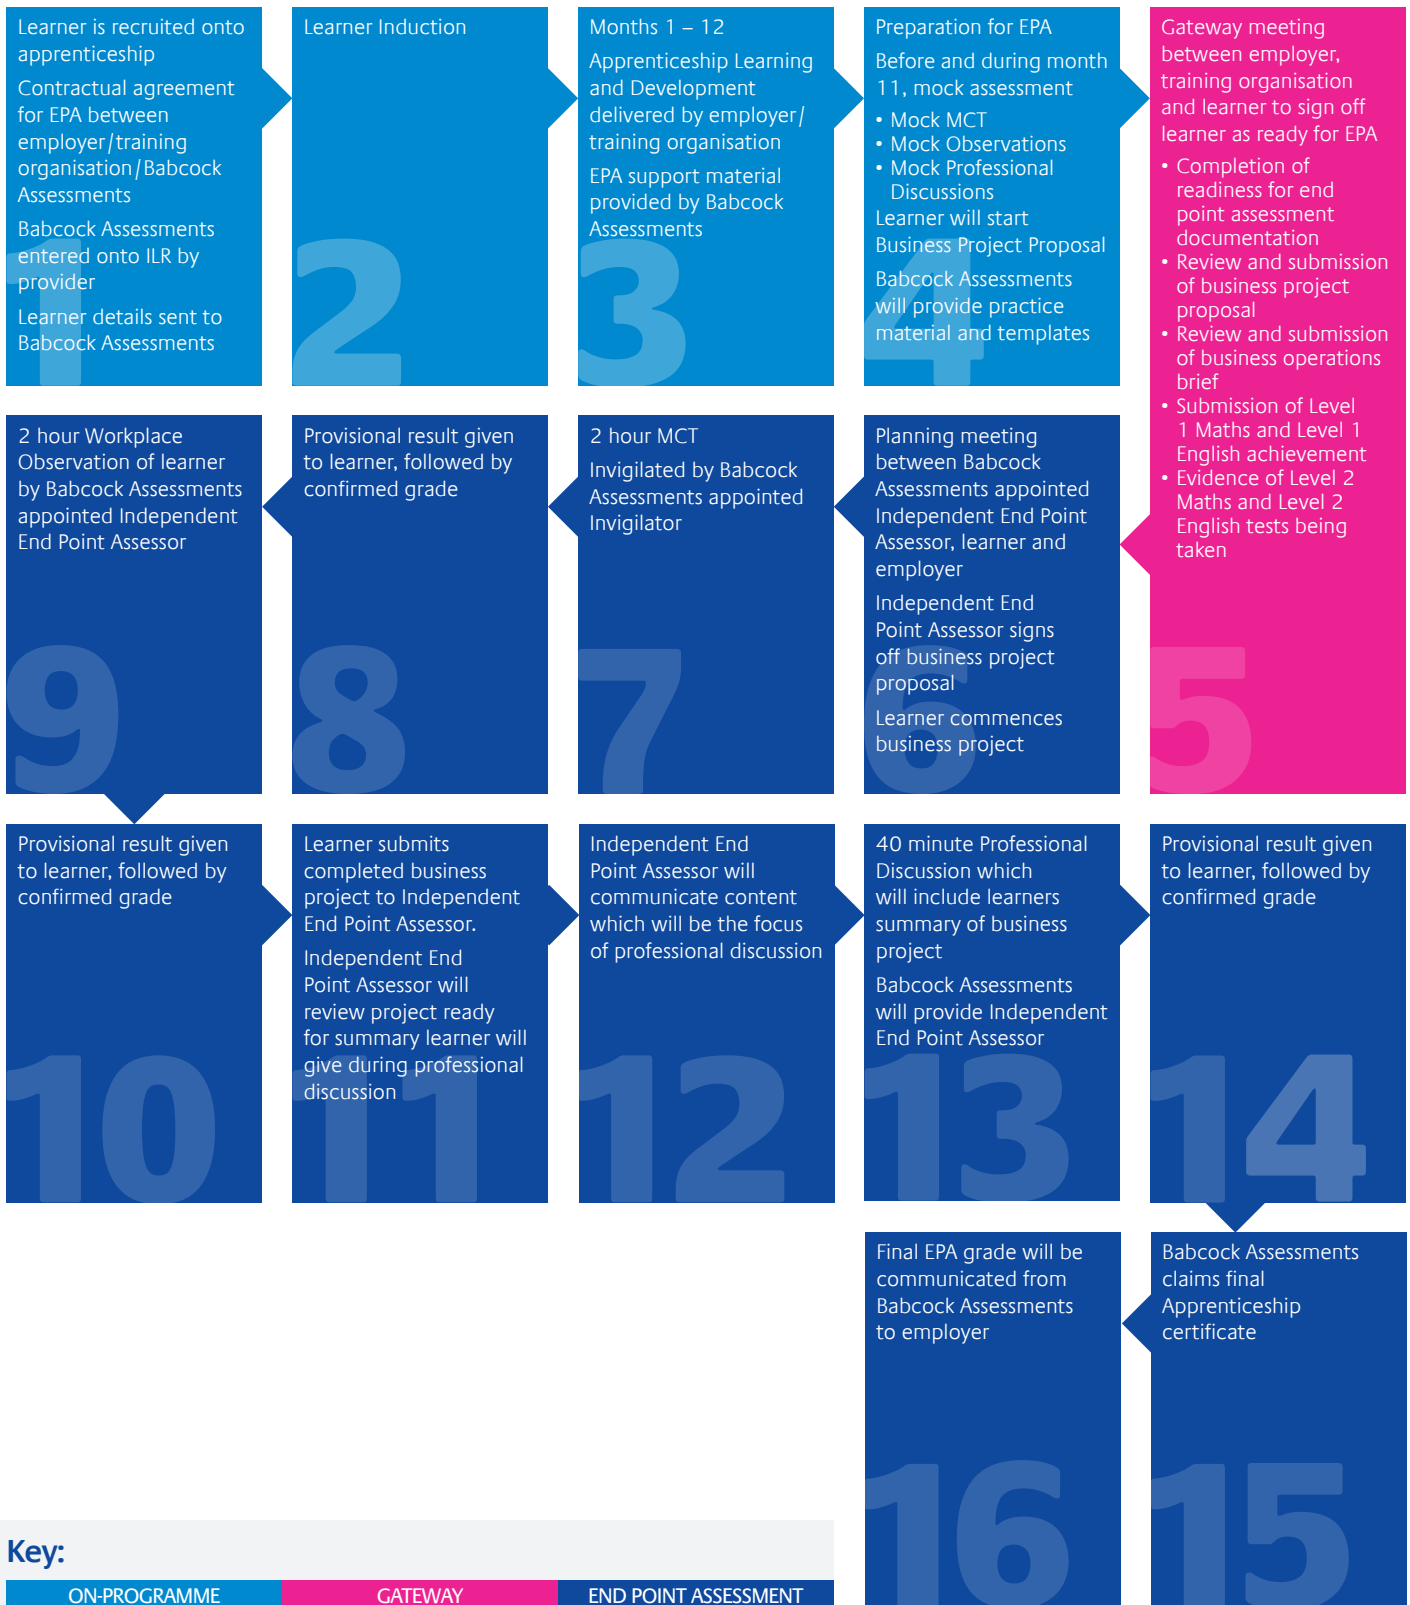 Learner is recruited onto
apprenticeship
Contractual agreement
for EPA between
employer/training
organisation/Babcock
Assessments
Babcock Assessments
entered onto ILR by
provider
Learner details sent to
Babcock Assessments
1
Learner Induction
2
Months 1 – 12
Apprenticeship Learning
and Development
delivered by employer/
training organisation
EPA support material
provided by Babcock
Assessments
3
Preparation for EPA
Before and during month
11, mock assessment
• Mock MCT
• Mock Observations
• Mock Professional
Discussions
Learner will start
Business Project Proposal
Babcock Assessments
will provide practice
material and templates
4
Gateway meeting
between employer,
training organisation
and learner to sign off
learner as ready for EPA
• Completion of
readiness for end
point assessment
documentation
• Review and submission
of business project
proposal
• Review and submission
of business operations
brief
• Submission of Level
1 Maths and Level 1
English achievement
• Evidence of Level 2
Maths and Level 2
English tests being
taken
5
Planning meeting
between Babcock
Assessments appointed
Independent End Point
Assessor, learner and
employer
Independent End
Point Assessor signs
off business project
proposal
Learner commences
business project
6
2 hour MCT
Invigilated by Babcock
Assessments appointed
Invigilator
7
Provisional result given
to learner, followed by
confirmed grade
8
2 hour Workplace
Observation of learner
by Babcock Assessments
appointed Independent
End Point Assessor
9
Provisional result given
to learner, followed by
confirmed grade
10
Learner submits
completed business
project to Independent
End Point Assessor.
Independent End
Point Assessor will
review project ready
for summary learner will
give during professional
discussion
11
Independent End
Point Assessor will
communicate content
which will be the focus
of professional discussion
12
40 minute Professional
Discussion which
will include learners
summary of business
project
Babcock Assessments
will provide Independent
End Point Assessor
13
Provisional result given
to learner, followed by
confirmed grade
14
Babcock Assessments
claims final
Apprenticeship
certificate
15
Final EPA grade will be
communicated from
Babcock Assessments
to employer
16
Key:
ON-PROGRAMME
GATEWAY
END POINT ASSESSMENT